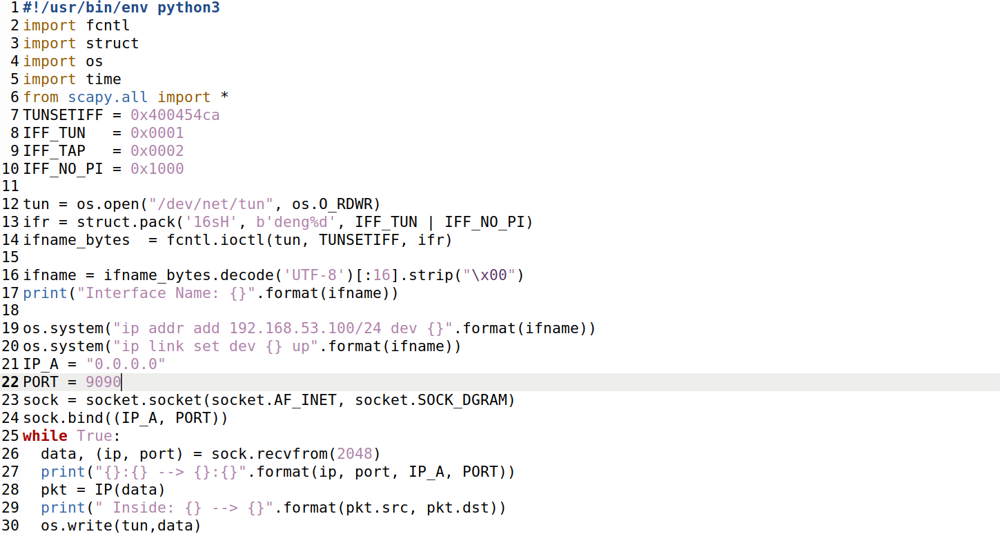 1 #!/usr/bin/env python3
2 import fcntl
3 import struct
4 import os
5 import time
6 from scapy.all import *
7 TUNSETIFF = 0x400454ca
8 IFF_TUN   = 0x0001
9 IFF_TAP   = 0x0002
10 IFF_NO_PI = 0x1000
11
12 tun = os.open("/dev/net/tun", os.O_RDWR)
13 ifr = struct.pack('16sH', b'deng%d', IFF_TUN | IFF_NO_PI)
14 ifname_bytes  = fcntl.ioctl(tun, TUNSETIFF, ifr)
15
16 ifname = ifname_bytes.decode('UTF-8')[:16].strip("\x00")
17 print("Interface Name: {}".format(ifname))
18
19 os.system("ip addr add 192.168.53.100/24 dev {}".format(ifname))
20 os.system("ip link set dev {} up".format(ifname))
21 IP_A = "0.0.0.0"
22 PORT = 9090
23 sock = socket.socket(socket.AF_INET, socket.SOCK_DGRAM)
24 sock.bind((IP_A, PORT))
25 while True:
26   data, (ip, port) = sock.recvfrom(2048)
27   print("{}:{} --> {}:{}".format(ip, port, IP_A, PORT))
28   pkt = IP(data)
29   print(" Inside: {} --> {}".format(pkt.src, pkt.dst))
30   os.write(tun,data)